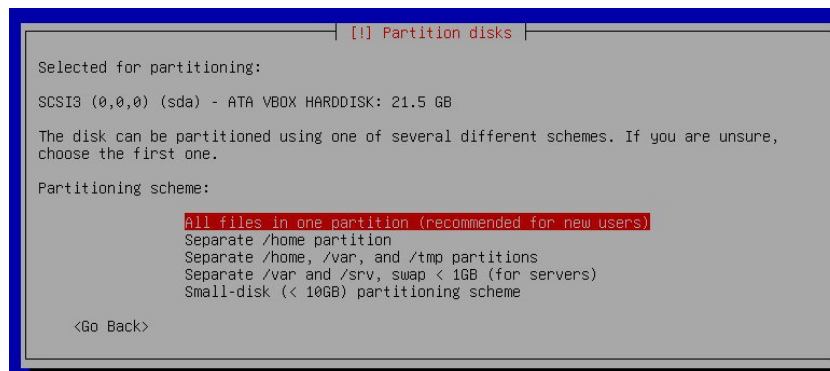 [!] Partition disks
Selected for partitioning:
SCSI3 (0,0,0) (sda) - ATA VBOX HARDDISK: 21.5 GB
The disk can be partitioned using one of several different schemes. If you are unsure,
choose the first one.
Partitioning scheme:
All files in one partition (recommended for new users)
Separate /home partition
Separate /home, /var, and /tmp partitions
Separate /var and /srv, swap < 1GB (for servers)
Small-disk (< 10GB) partitioning scheme
<Go Back>